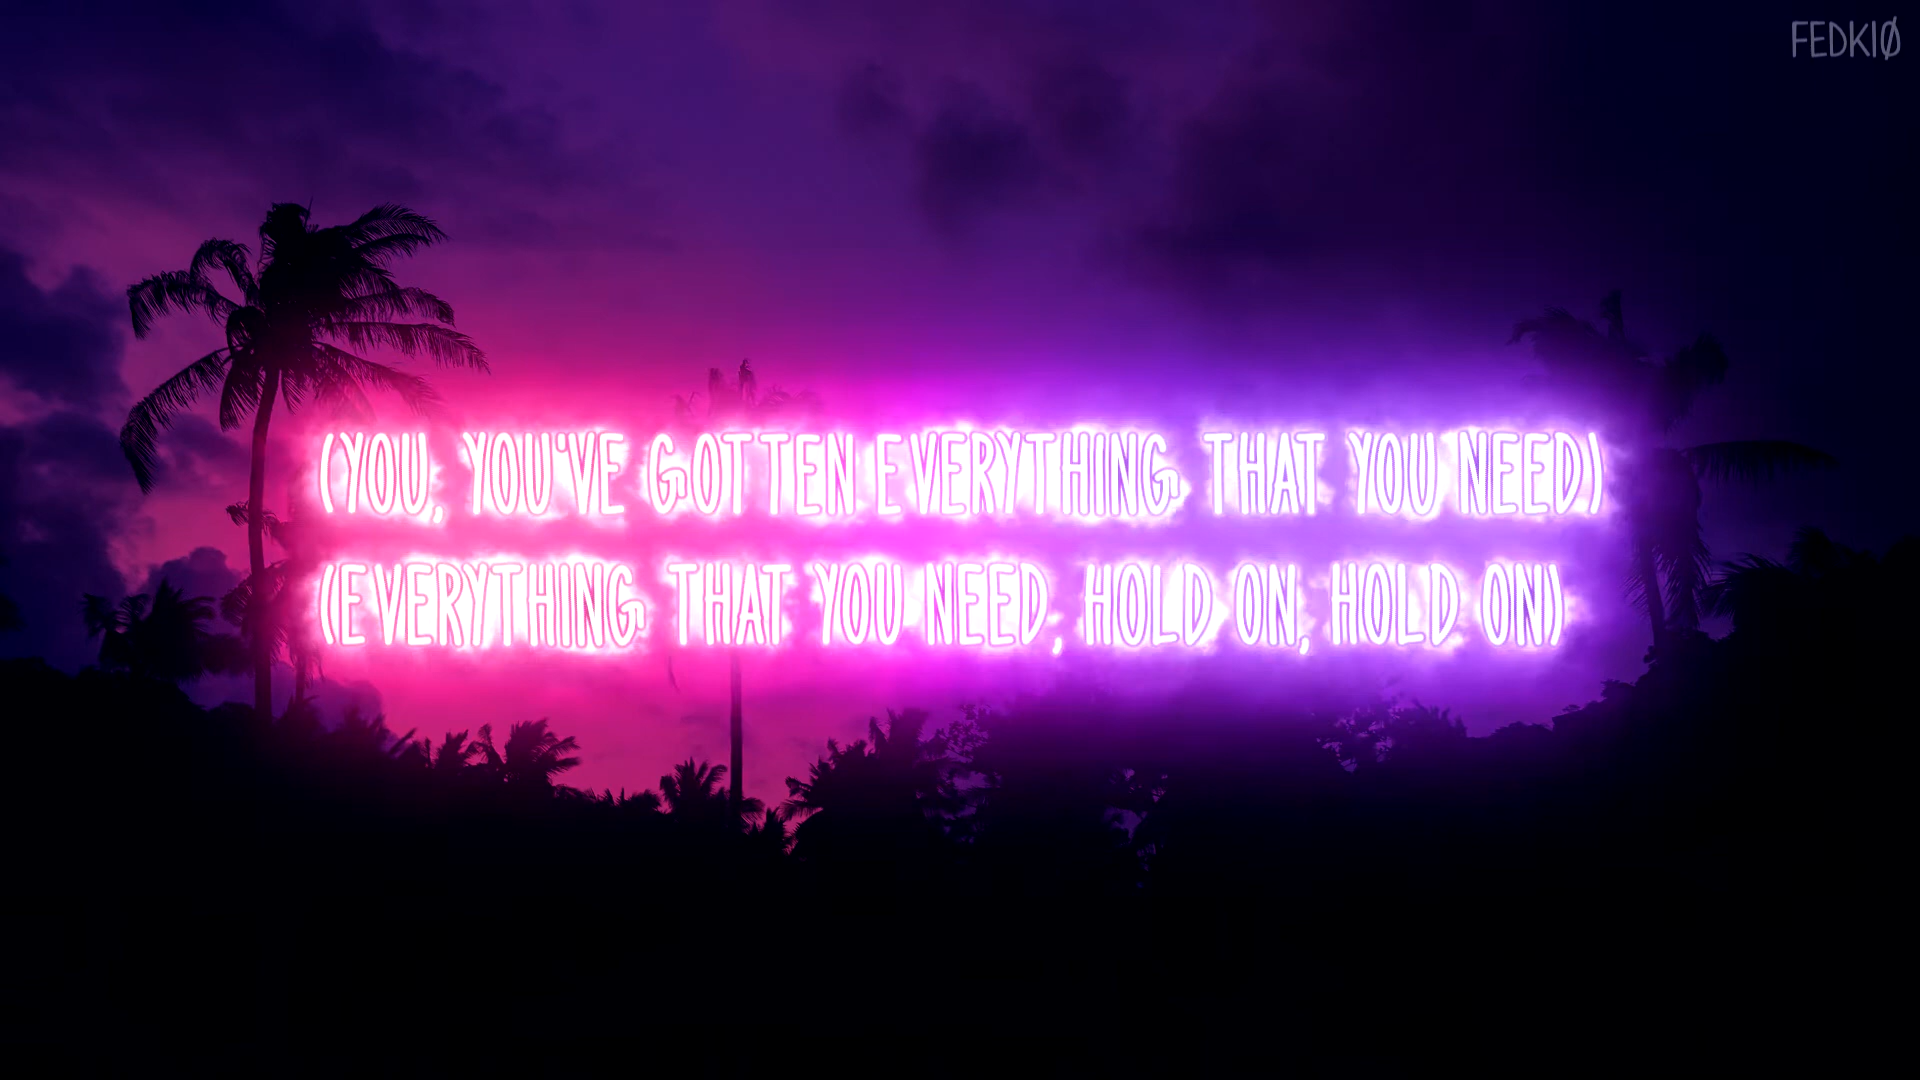 FEDKIØ
(YOU, YOU'VE GOTTEN EVERYTHING THAT YOU NEED)
(EVERYTHING THAT YOU NEED, HOLD ON, HOLD ON)